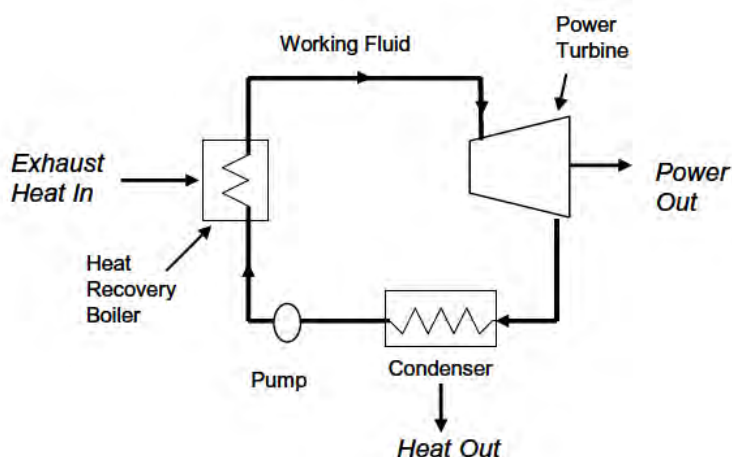 Working Fluid
Power
Turbine
Exhaust
Heat In
Power
Out
Heat
Recovery
Boiler
Pump
Condenser
Heat Out